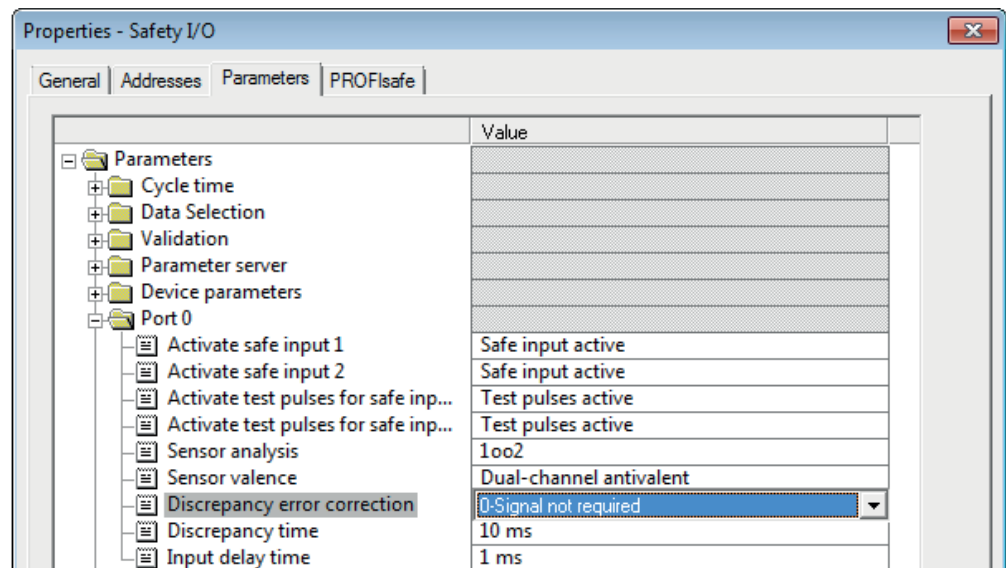 Properties - Safety I/O
General Addresses Parameters PROFIsafe
Value
Parameters
Cycle time
Data Selection
Validation
Parameter server
Device parameters
Port 0
Activate safe input 1 Safe input active
Activate safe input 2 Safe input active
Activate test pulses for safe inp... Test pulses active
Activate test pulses for safe inp... Test pulses active
Sensor analysis 1oo2
Sensor valence Dual-channel antivalent
Discrepancy error correction 0-Signal not required
Discrepancy time 10 ms
Input delay time 1 ms